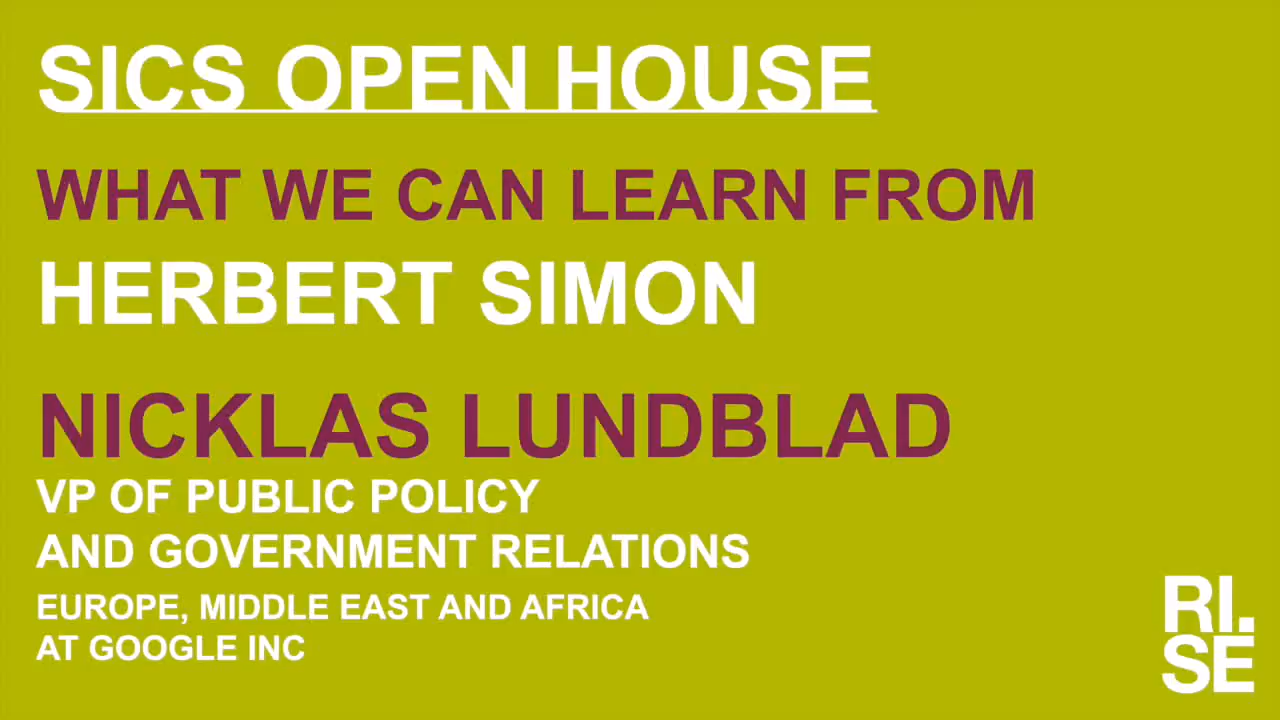 SICS OPEN HOUSE
WHAT WE CAN LEARN FROM
HERBERT SIMON
NICKLAS LUNDBLAD
VP OF PUBLIC POLICY
AND GOVERNMENT RELATIONS
EUROPE, MIDDLE EAST AND AFRICA
AT GOOGLE INC
RI.
SE